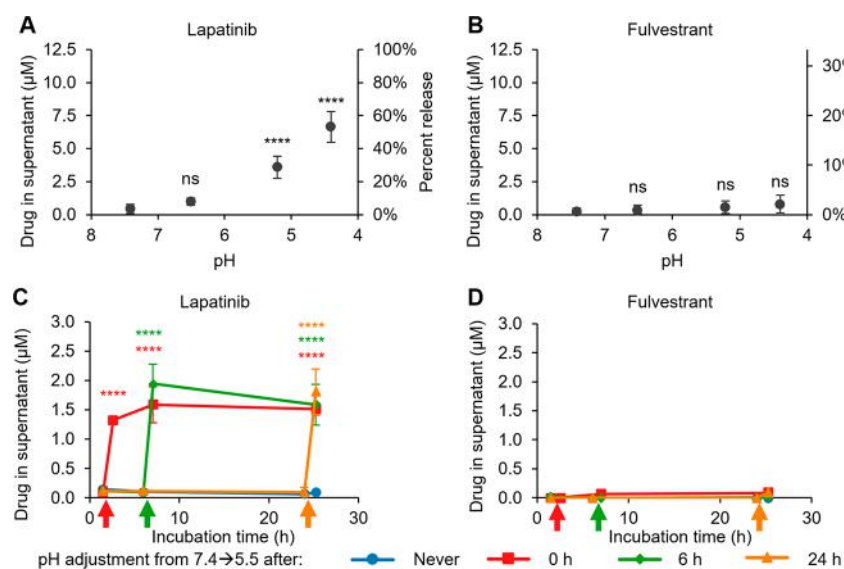 A
Lapatinib
Drug in supernatant (µM)
12.5
10.0
7.5
5.0
2.5
0.0
100%
80%
60%
40%
20%
0%
Percent release
ns
****
****
8 7 6 5 4
pH
B
Fulvestrant
Drug in supernatant (µM)
12.5
10.0
7.5
5.0
2.5
0.0
30%
20%
10%
0%
ns
ns
ns
8 7 6 5 4
pH
C
Lapatinib
Drug in supernatant (µM)
3.0
2.5
2.0
1.5
1.0
0.5
0.0
****
****
****
****
****
****
0 10 20 30
Incubation time (h)
D
Fulvestrant
Drug in supernatant (µM)
3.0
2.5
2.0
1.5
1.0
0.5
0.0
0 10 20 30
Incubation time (h)
pH adjustment from 7.4→5.5 after: Never 0 h 6 h 24 h